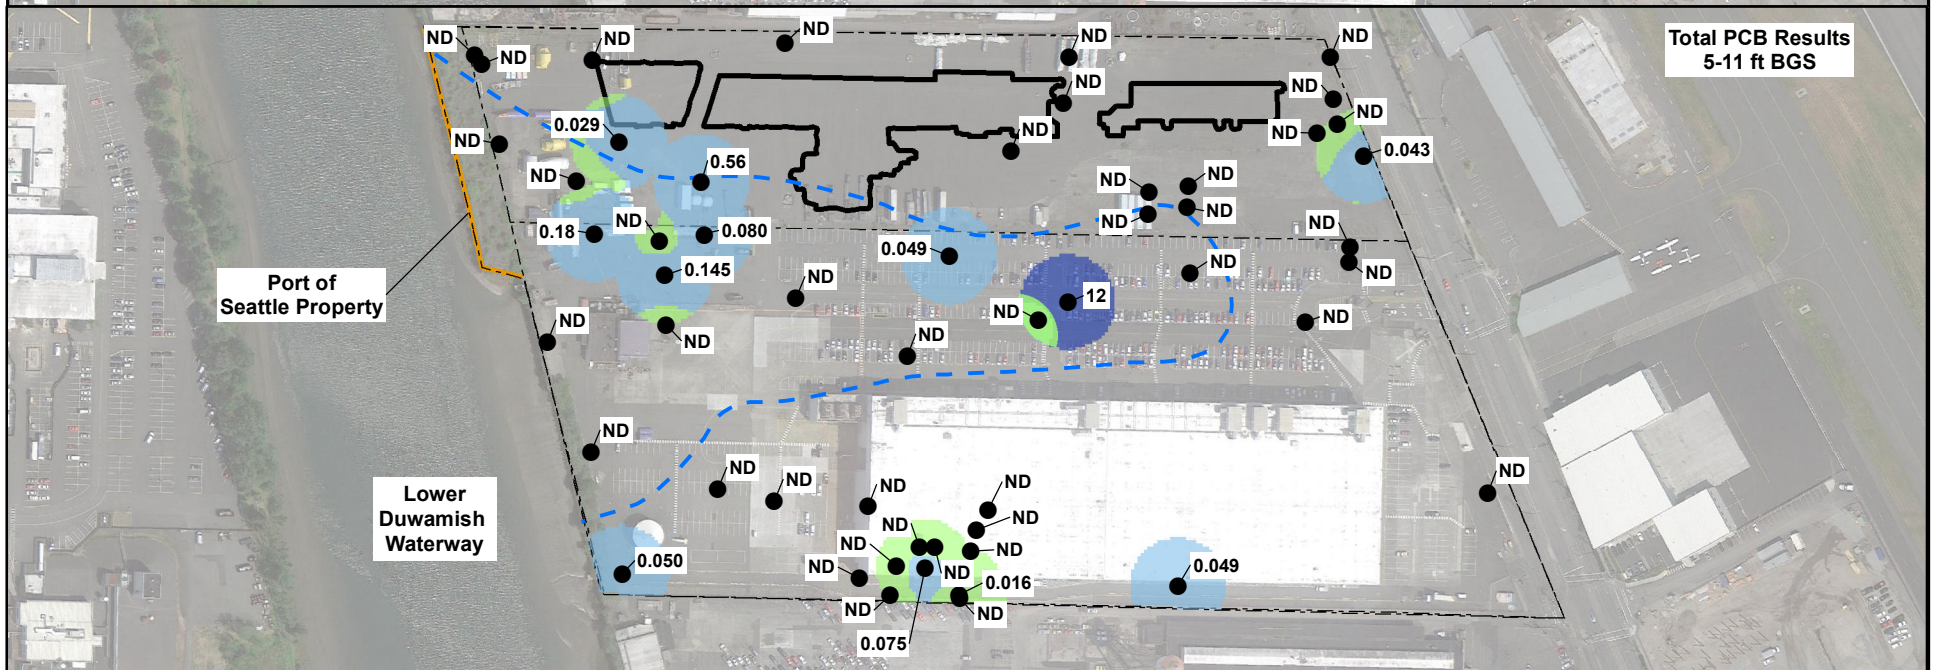 ND
ND
ND
ND
ND
ND
Total PCB Results
5-11 ft BGS
ND
ND
ND
ND
0.029
ND
ND
ND
0.043
0.56
ND
ND
ND
ND
ND
ND
0.18
0.080
0.049
ND
ND
0.145
ND
ND
Port of
Seattle Property
12
ND
ND
ND
ND
ND
ND
ND
ND
ND
ND
ND
Lower
Duwamish
Waterway
ND
ND
ND
ND
ND
0.050
ND
ND
0.016
0.049
ND
ND
0.075